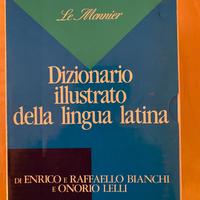 Le Monnier
Dizionario
illustrato
della lingua latina
DI ENRICO E RAFFAELLO BIANCHI
E ONORIO LELLI